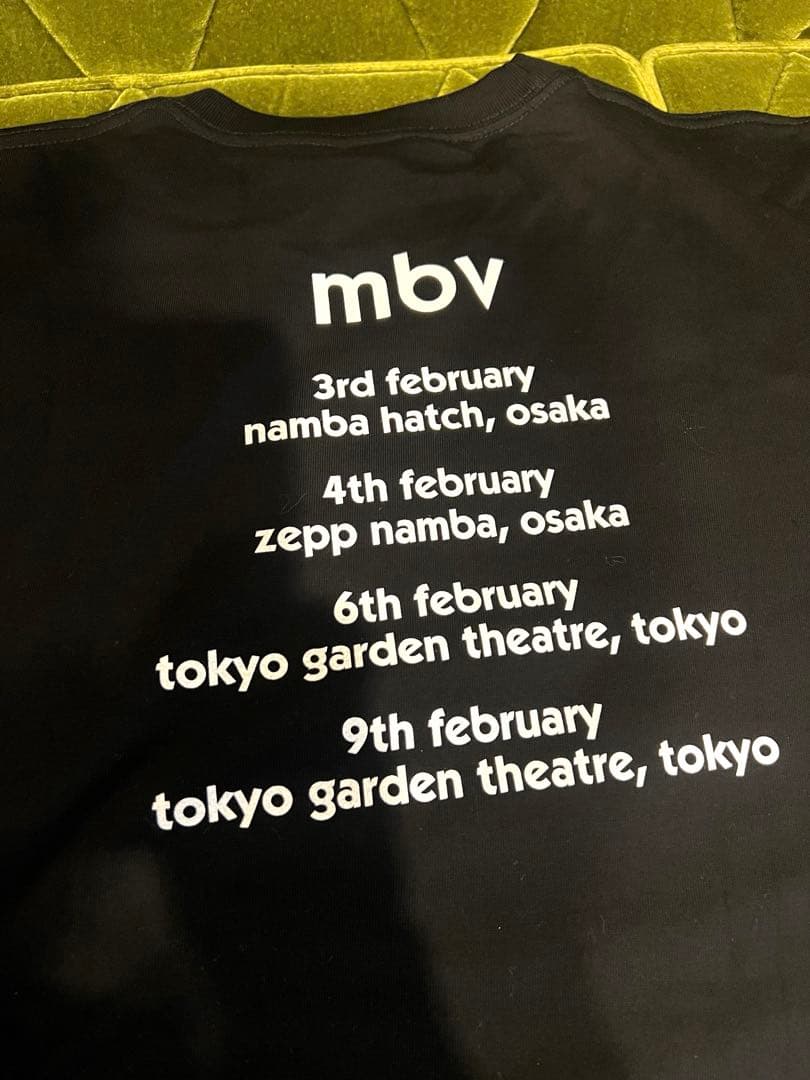 mbv
3rd february
namba hatch, osaka
4th february
zepp namba, osaka
6th february
tokyo garden theatre, tokyo
9th february
tokyo garden theatre, tokyo